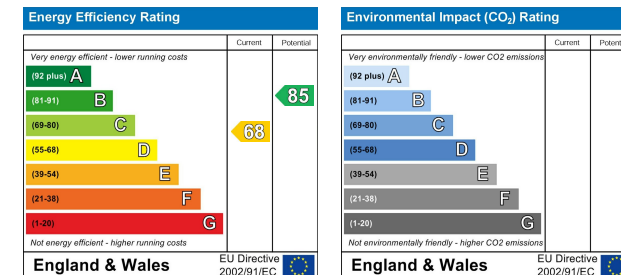 Energy Efficiency Rating
Current Potential
Very energy efficient - lower running costs
(92 plus) A
(81-91) B
85
(69-80) C
68
(55-68) D
(39-54) E
(21-38) F
(1-20) G
Not energy efficient - higher running costs
England & Wales
EU Directive
2002/91/EC
Environmental Impact (CO₂) Rating
Current Potent
Very environmentally friendly - lower CO2 emissions
(92 plus) A
(81-91) B
(69-80) C
(55-68) D
(39-54) E
(21-38) F
(1-20) G
Not environmentally friendly - higher CO2 emissions
England & Wales
EU Directive
2002/91/EC